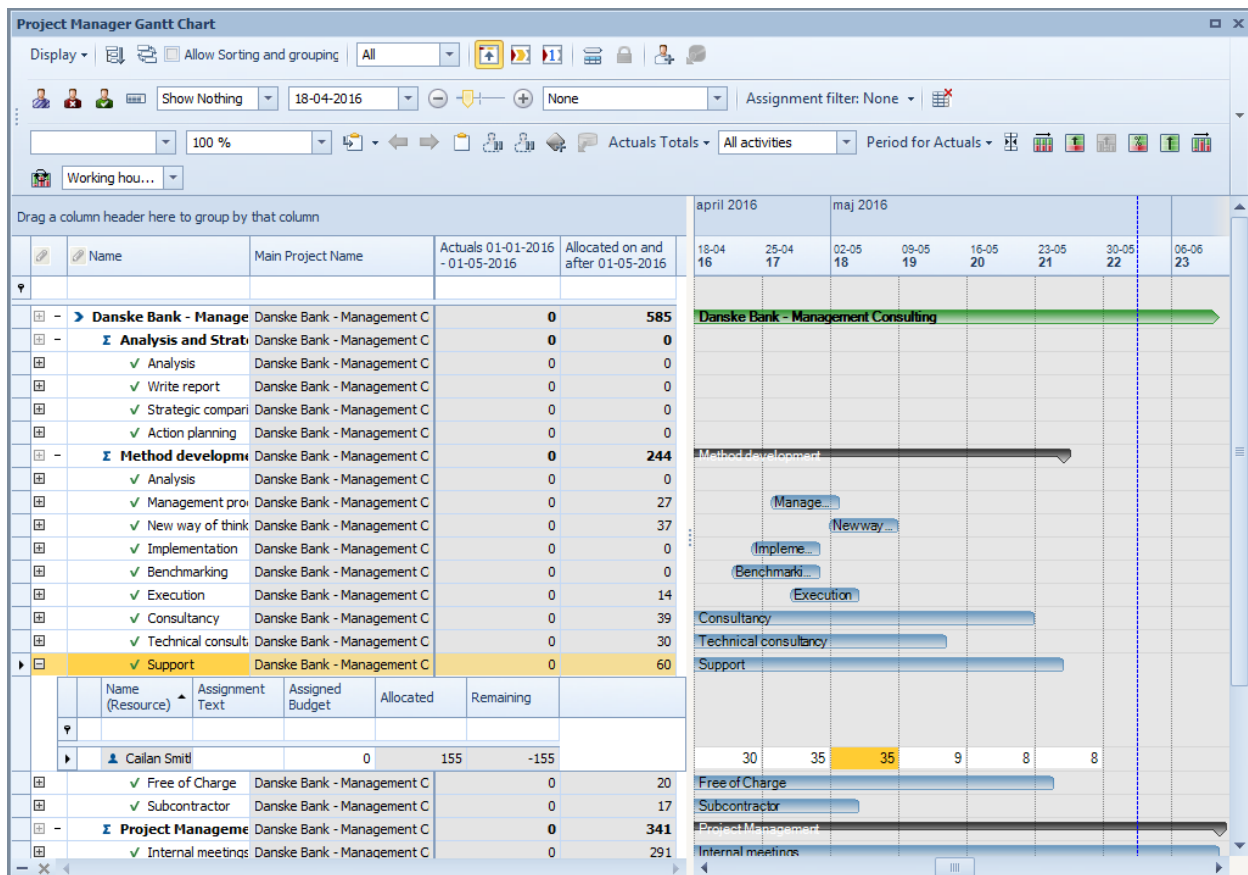 Project Manager Gantt Chart
Display Allow Sorting and grouping All
Show Nothing 18-04-2016 None Assignment filter: None
100 % Actuals Totals All activities Period for Actuals
Working hou...
Drag a column header here to group by that column
april 2016 maj 2016
Name Main Project Name Actuals 01-01-2016 - 01-05-2016 Allocated on and after 01-05-2016
18-04 25-04 02-05 09-05 16-05 23-05 30-05 06-06
16 17 18 19 20 21 22 23
Danske Bank - Manage Danske Bank - Management C 0 585 Danske Bank - Management Consulting
Σ Analysis and Strat Danske Bank - Management C 0 0
Analysis Danske Bank - Management C 0 0
Write report Danske Bank - Management C 0 0
Strategic compari Danske Bank - Management C 0 0
Action planning Danske Bank - Management C 0 0
Σ Method developme Danske Bank - Management C 0 244 Method development
Analysis Danske Bank - Management C 0 0
Management pro Danske Bank - Management C 0 27 Manage...
New way of think Danske Bank - Management C 0 37 New way ...
Implementation Danske Bank - Management C 0 0 Impleme...
Benchmarking Danske Bank - Management C 0 0 Benchmarki...
Execution Danske Bank - Management C 0 14 Execution
Consultancy Danske Bank - Management C 0 39 Consultancy
Technical consult Danske Bank - Management C 0 30 Technical consultancy
Support Danske Bank - Management C 0 60 Support
Name (Resource) Assignment Text Assigned Budget Allocated Remaining
Cailan Smitl 0 155 -155 30 35 35 9 8 8
Free of Charge Danske Bank - Management C 0 20 Free of Charge
Subcontractor Danske Bank - Management C 0 17 Subcontractor
Σ Project Manageme Danske Bank - Management C 0 341 Project Management
Internal meetings Danske Bank - Management C 0 291 Internal meetings